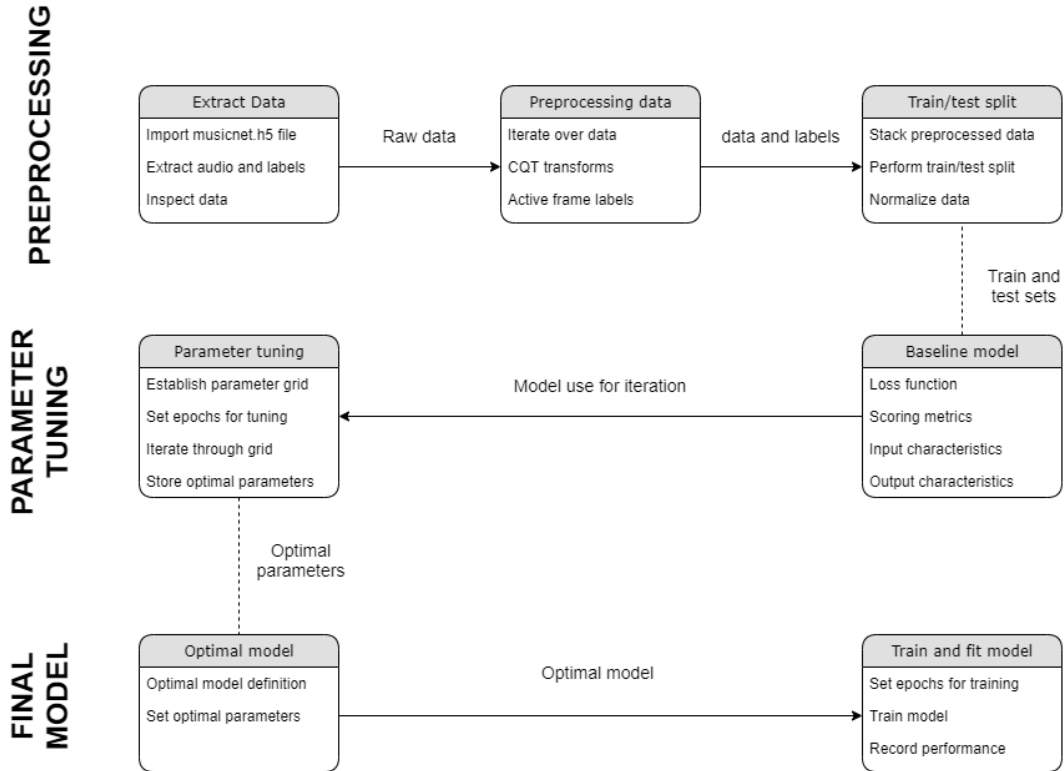 PREPROCESSING
Extract Data
Import musicnet.h5 file
Extract audio and labels
Inspect data
Raw data
Preprocessing data
Iterate over data
CQT transforms
Active frame labels
data and labels
Train/test split
Stack preprocessed data
Perform train/test split
Normalize data
Train and
test sets
PARAMETER
TUNING
Parameter tuning
Establish parameter grid
Set epochs for tuning
Iterate through grid
Store optimal parameters
Model use for iteration
Baseline model
Loss function
Scoring metrics
Input characteristics
Output characteristics
Optimal
parameters
FINAL
MODEL
Optimal model
Optimal model definition
Set optimal parameters
Optimal model
Train and fit model
Set epochs for training
Train model
Record performance